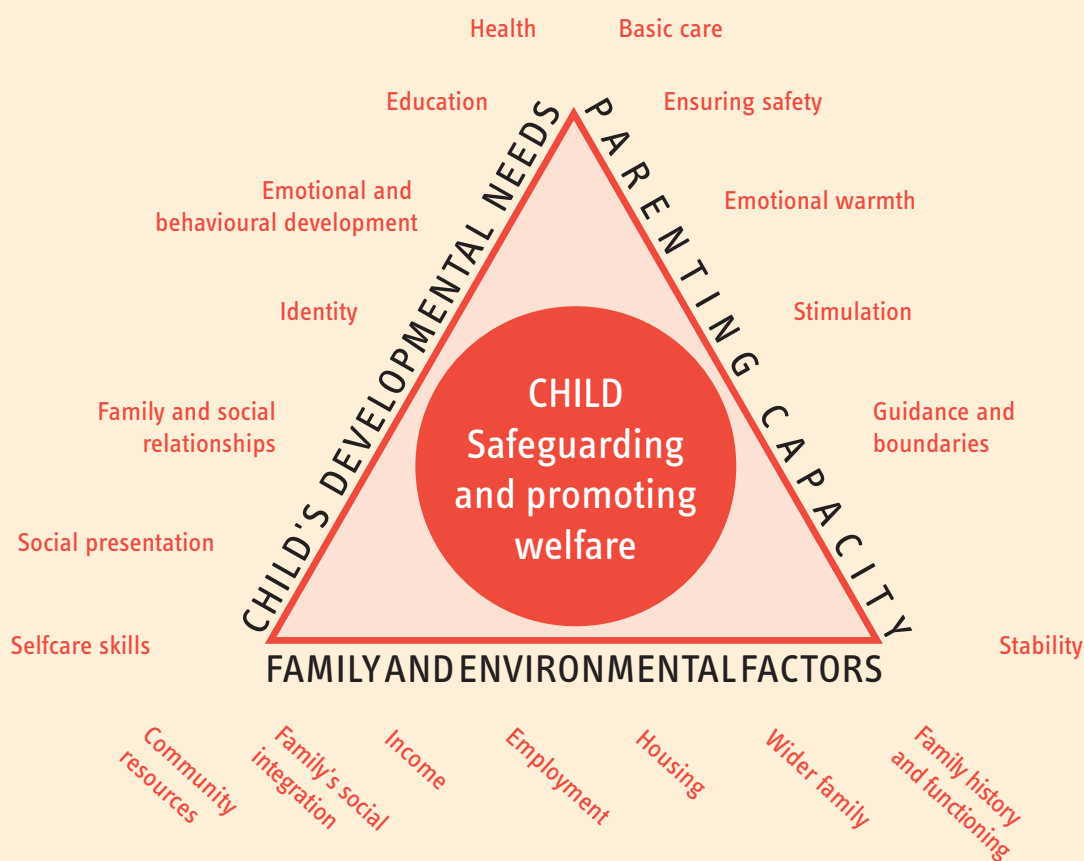 Health
Basic care
Education
Ensuring safety
Emotional and
behavioural development
Emotional warmth
Identity
Stimulation
Family and social
relationships
Guidance and
boundaries
Social presentation
Selfcare skills
Stability
CHILD'S DEVELOPMENTAL NEEDS
PARENTING CAPACITY
CHILD
Safeguarding
and promoting
welfare
FAMILY AND ENVIRONMENTAL FACTORS
Community
resources
Family's social
integration
Income
Employment
Housing
Wider family
Family history
and functioning